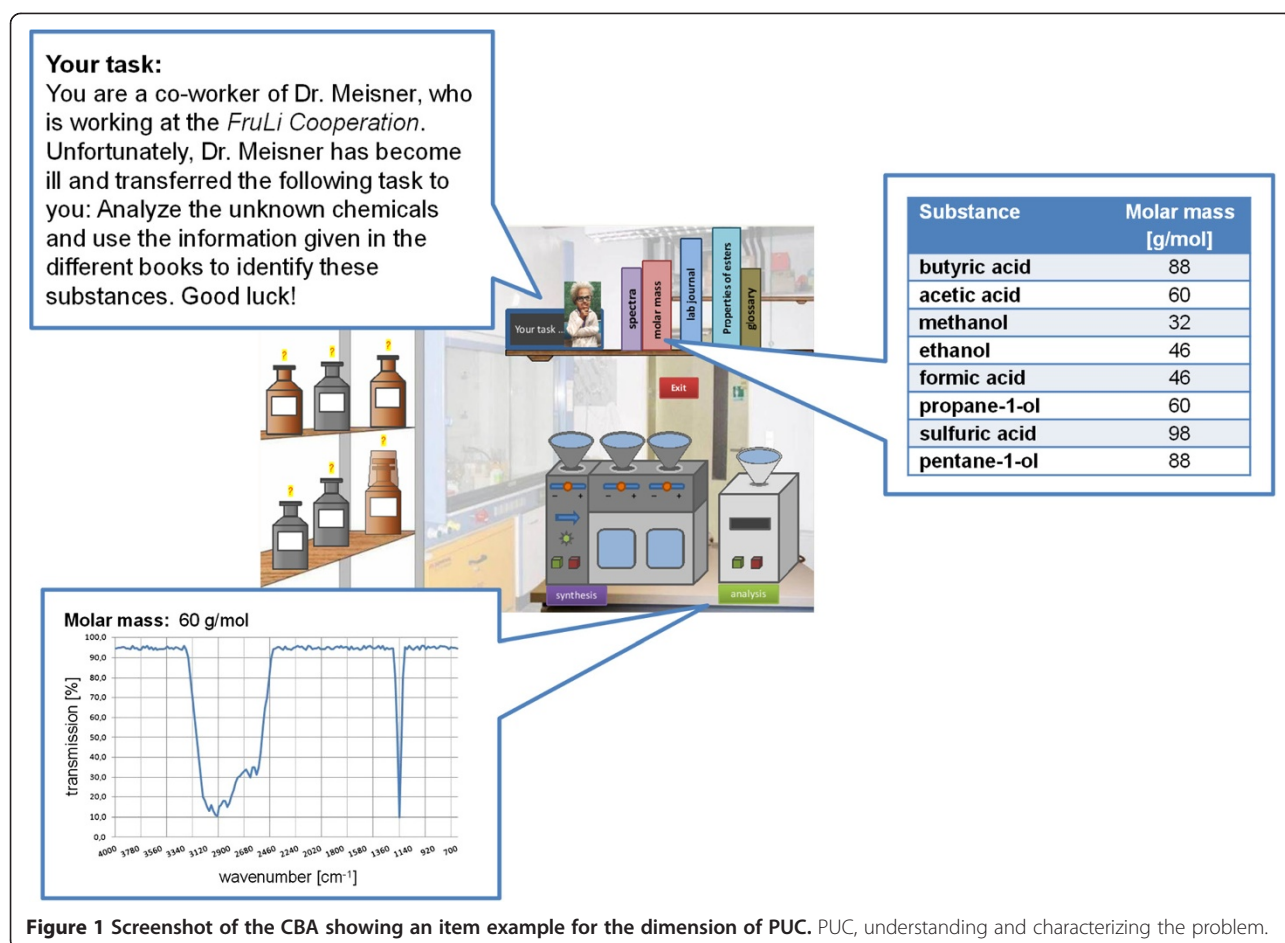 Your task:
You are a co-worker of Dr. Meisner, who
is working at the FruLi Cooperation.
Unfortunately, Dr. Meisner has become
ill and transferred the following task to
you: Analyze the unknown chemicals
and use the information given in the
different books to identify these
substances. Good luck!
Your task ...
spectra
molar mass
lab journal
Properties of esters
glossary
Exit
Substance Molar mass
[g/mol]
butyric acid 88
acetic acid 60
methanol 32
ethanol 46
formic acid 46
propane-1-ol 60
sulfuric acid 98
pentane-1-ol 88
? ? ?
? ? ?
− + − + − +
synthesis analysis
Molar mass: 60 g/mol
transmission [%]
100,0
90,0
80,0
70,0
60,0
50,0
40,0
30,0
20,0
10,0
0,0
4000 3780 3560 3340 3120 2900 2680 2460 2240 2020 1800 1580 1360 1140 920 700
wavenumber [cm-1]
Figure 1 Screenshot of the CBA showing an item example for the dimension of PUC. PUC, understanding and characterizing the problem.